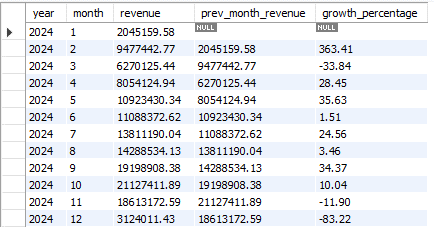 year month revenue prev_month_revenue growth_percentage
2024 1 2045159.58 NULL NULL
2024 2 9477442.77 2045159.58 363.41
2024 3 6270125.44 9477442.77 -33.84
2024 4 8054124.94 6270125.44 28.45
2024 5 10923430.34 8054124.94 35.63
2024 6 11088372.62 10923430.34 1.51
2024 7 13811190.04 11088372.62 24.56
2024 8 14288534.13 13811190.04 3.46
2024 9 19198908.38 14288534.13 34.37
2024 10 21127411.89 19198908.38 10.04
2024 11 18613172.59 21127411.89 -11.90
2024 12 3124011.43 18613172.59 -83.22